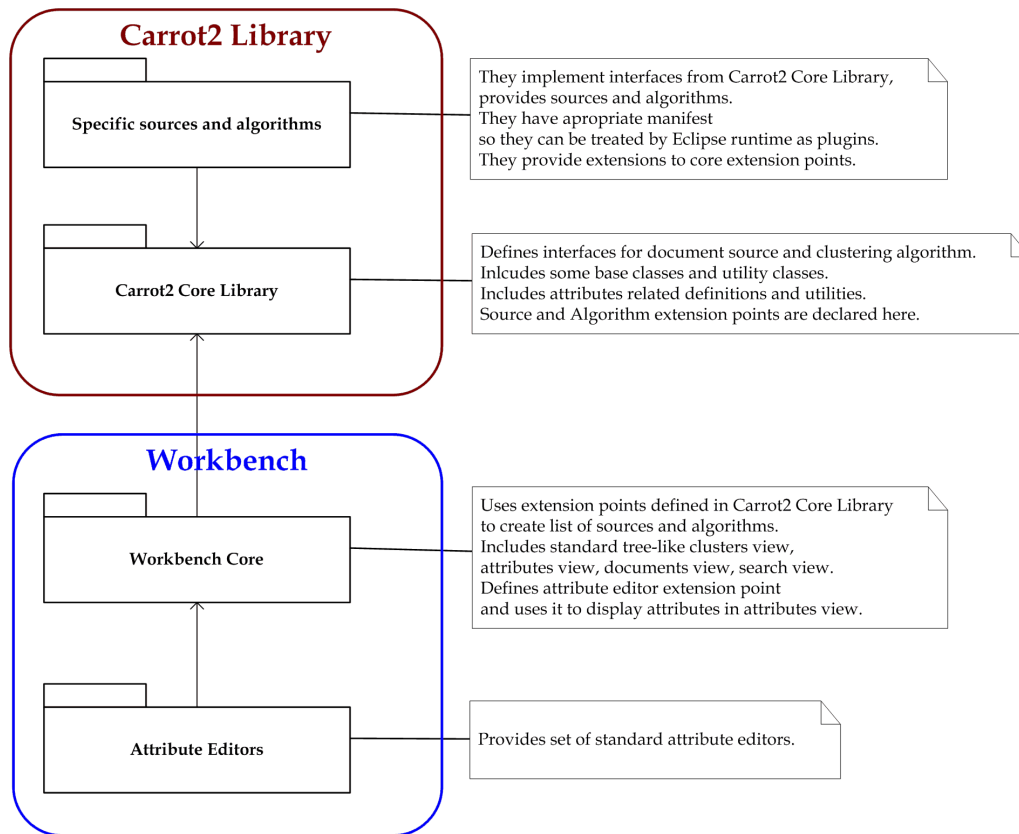 Carrot2 Library
Specific sources and algorithms
They implement interfaces from Carrot2 Core Library,
provides sources and algorithms.
They have apropriate manifest
so they can be treated by Eclipse runtime as plugins.
They provide extensions to core extension points.
Carrot2 Core Library
Defines interfaces for document source and clustering algorithm.
Inlcudes some base classes and utility classes.
Includes attributes related definitions and utilities.
Source and Algorithm extension points are declared here.
Workbench
Workbench Core
Uses extension points defined in Carrot2 Core Library
to create list of sources and algorithms.
Includes standard tree-like clusters view,
attributes view, documents view, search view.
Defines attribute editor extension point
and uses it to display attributes in attributes view.
Attribute Editors
Provides set of standard attribute editors.